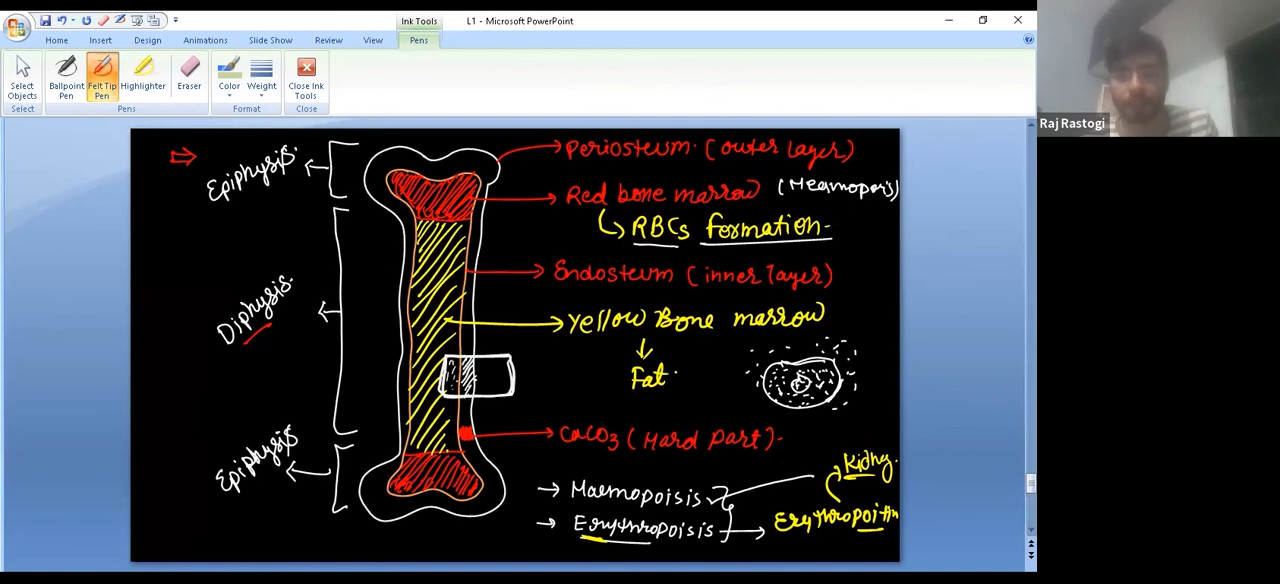 Ink Tools
L1 - Microsoft PowerPoint
Home Insert Design Animations Slide Show Review View Pens
Select Objects
Ballpoint Pen
Felt Tip Pen
Highlighter
Eraser
Color
Weight
Close Ink Tools
Select
Pens
Format
Close
Raj Rastogi
Epiphysis.
Periosteum. (outer layer)
Red bone marrow (Heamopoisis)
RBCs formation
Endosteum (inner layer)
Diphysis.
Yellow Bone marrow
Fat.
CaCO3 (Hard Part).
Epiphysis
Kidney.
Haemopoisis
Erythropoisis
Erythropoitin